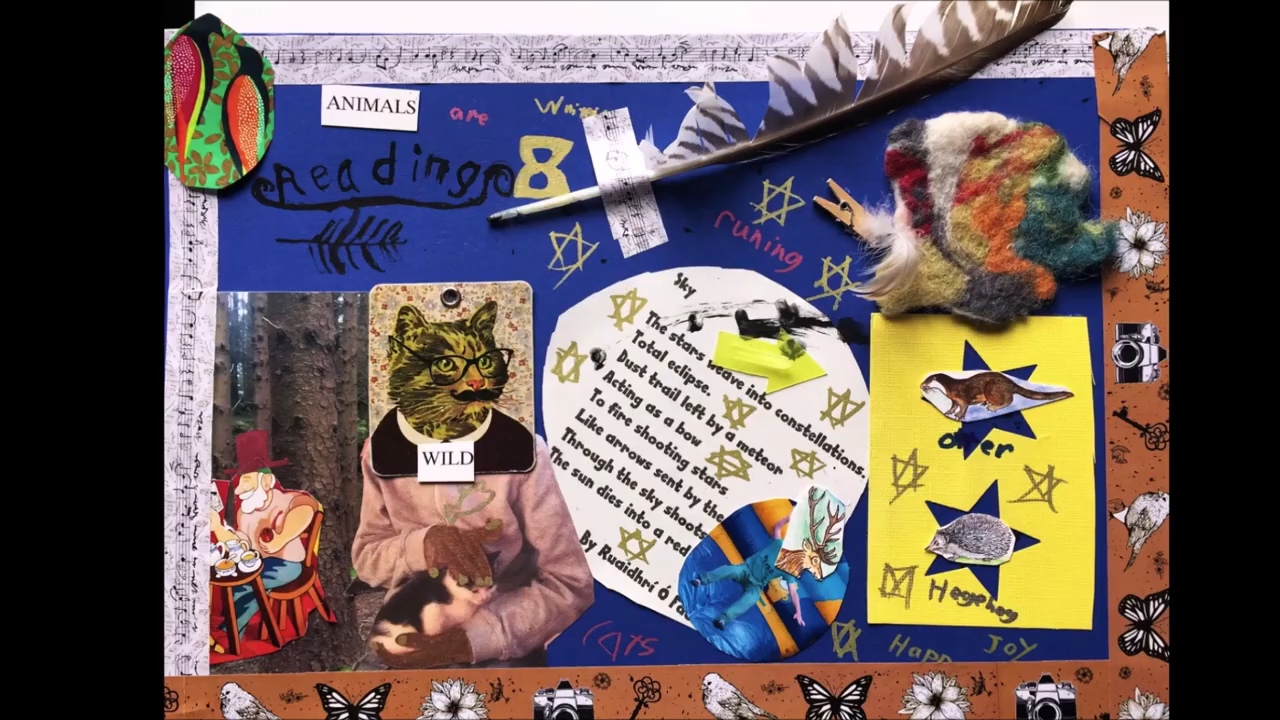 ANIMALS
are
Reading
8
runing
Sky
The stars weave into constellations.
Total eclipse.
Dust trail left by a meteor
Acting as a bow
To fire shooting stars
Like arrows sent by the
Through the sky shoot
The sun dies into a red
By Ruaidhrí Ó
WILD
otter
Hegehog
Cats
Happ
Joy